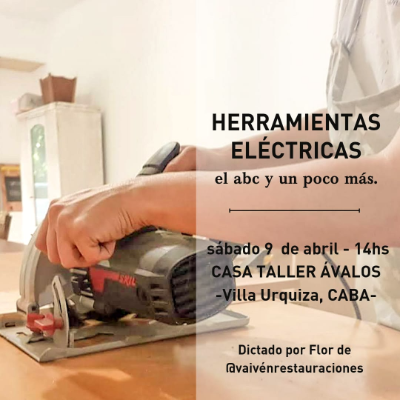 HERRAMIENTAS
ELÉCTRICAS
el abc y un poco más.
sábado 9 de abril - 14hs
CASA TALLER ÁVALOS
-Villa Urquiza, CABA-
Dictado por Flor de
@vaivénrestauraciones
SKIL